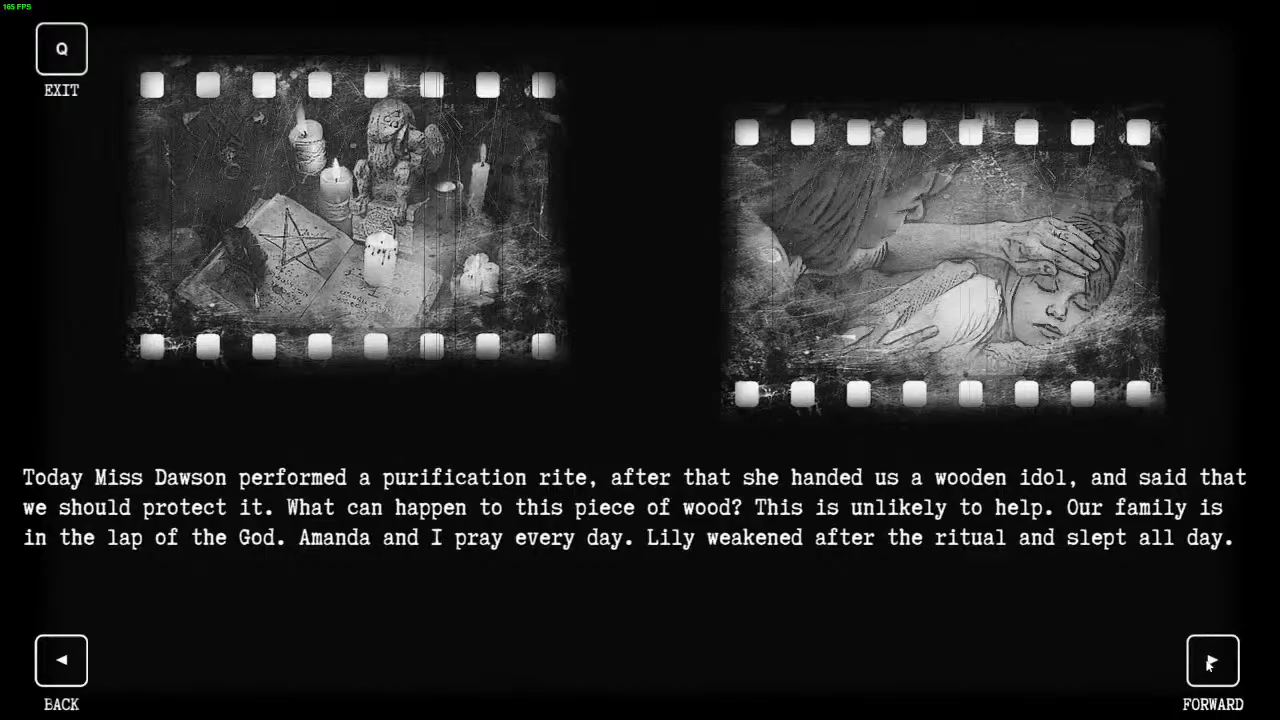 165 FPS
Q
EXIT
Today Miss Dawson performed a purification rite, after that she handed us a wooden idol, and said that
we should protect it. What can happen to this piece of wood? This is unlikely to help. Our family is
in the lap of the God. Amanda and I pray every day. Lily weakened after the ritual and slept all day.
BACK
FORWARD